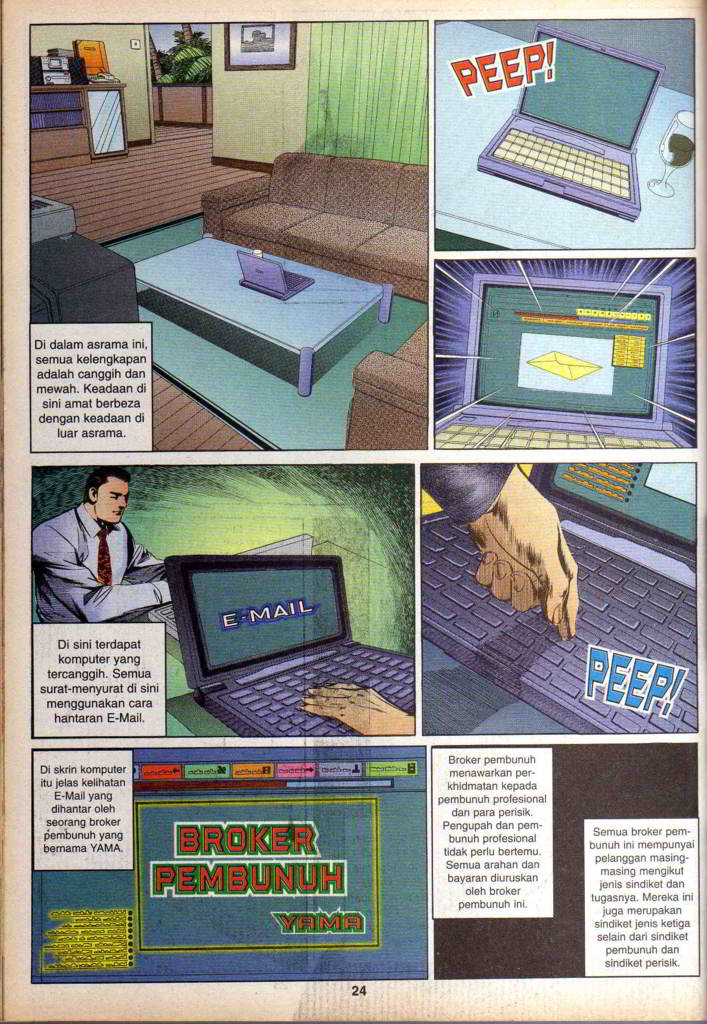 PEEP!
Di dalam asrama ini,
semua kelengkapan
adalah canggih dan
mewah. Keadaan di
sini amat berbeza
dengan keadaan di
luar asrama.
E-MAIL
Di sini terdapat
komputer yang
tercanggih. Semua
surat-menyurat di sini
menggunakan cara
hantaran E-Mail.
PEEP!
Di skrin komputer
itu jelas kelihatan
E-Mail yang
dihantar oleh
seorang broker
pembunuh yang
bernama YAMA.
BROKER
PEMBUNUH
YAMA
Broker pembunuh
menawarkan per-
khidmatan kepada
pembunuh profesional
dan para perisik.
Pengupah dan pem-
bunuh profesional
tidak perlu bertemu.
Semua arahan dan
bayaran diuruskan
oleh broker
pembunuh ini.
Semua broker pem-
bunuh ini mempunyai
pelanggan masing-
masing mengikut
jenis sindiket dan
tugasnya. Mereka ini
juga merupakan
sindiket jenis ketiga
selain dari sindiket
pembunuh dan
sindiket perisik.
24